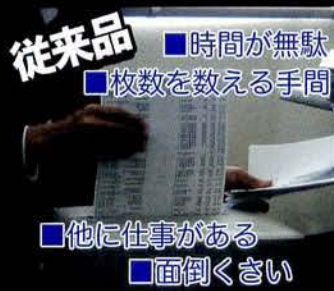 従来品
■時間が無駄
■枚数を数える手間
■他に仕事がある
■面倒くさい